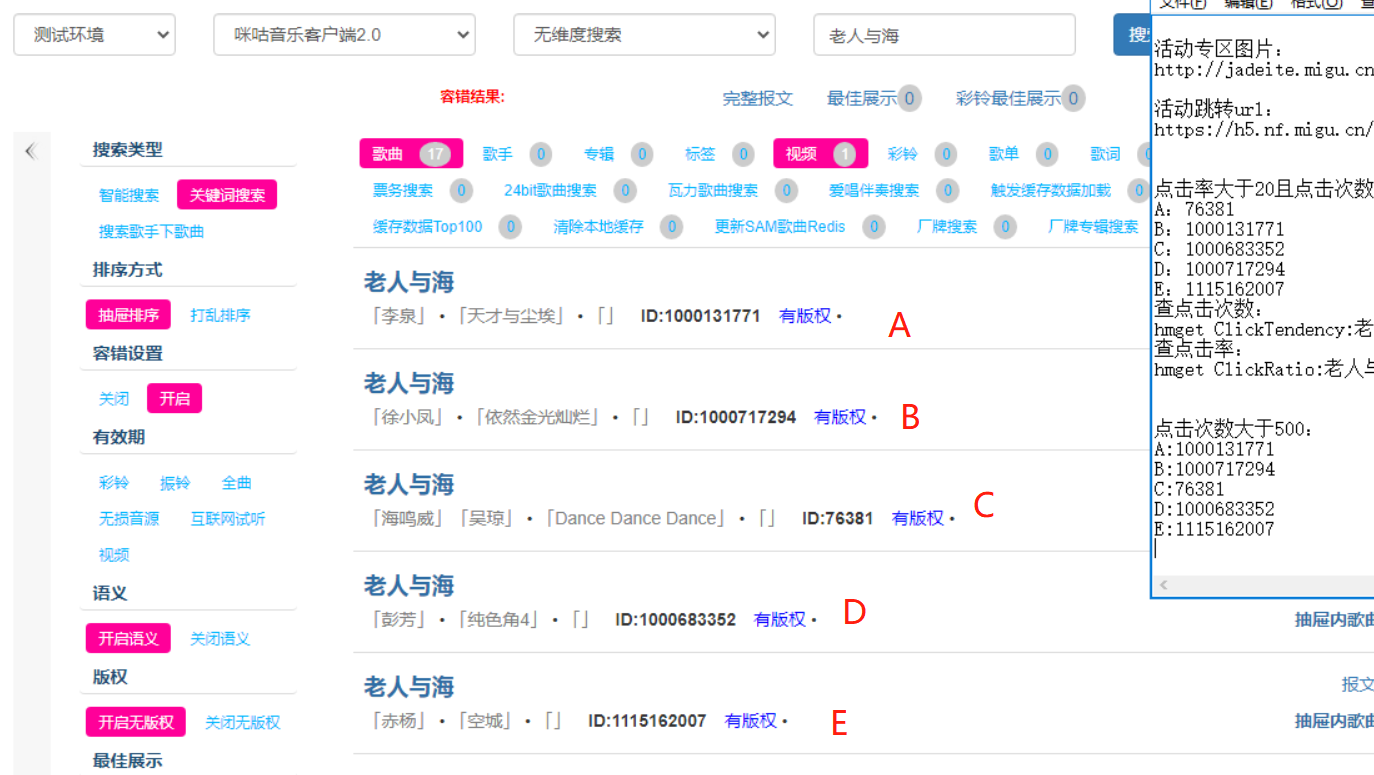 测试环境 咪咕音乐客户端2.0 无维度搜索 老人与海
容错结果: 完整报文 最佳展示 0 彩铃最佳展示 0
搜索类型
智能搜索 关键词搜索
搜索歌手下歌曲
排序方式
抽屉排序 打乱排序
容错设置
关闭 开启
有效期
彩铃 振铃 全曲
无损音源 互联网试听
视频
语义
开启语义 关闭语义
版权
开启无版权 关闭无版权
最佳展示
歌曲 17 歌手 0 专辑 0 标签 0 视频 1 彩铃 0 歌单 0 歌词
票务搜索 0 24bit歌曲搜索 0 瓦力歌曲搜索 0 爱唱伴奏搜索 0 触发缓存数据加载 0
缓存数据Top100 0 清除本地缓存 0 更新SAM歌曲Redis 0 厂牌搜索 0 厂牌专辑搜索
老人与海
「李泉」 • 「天才与尘埃」 • 「」 ID:1000131771 有版权 •
A
老人与海
「徐小凤」 • 「依然金光灿烂」 • 「」 ID:1000717294 有版权 •
B
老人与海
「海鸣威」「吴琼」 • 「Dance Dance Dance」 • 「」 ID:76381 有版权 •
C
老人与海
「彭芳」 • 「纯色角4」 • 「」 ID:1000683352 有版权 •
D
抽屉内歌曲
老人与海
报文
「赤杨」 • 「空城」 • 「」 ID:1115162007 有版权 •
E
抽屉内歌曲
文件(F) 编辑(E) 格式(O)
活动专区图片：
http://jadeite.migu.cn
活动跳转url：
https://h5.nf.migu.cn/
点击率大于20且点击次数
A: 76381
B: 1000131771
C: 1000683352
D: 1000717294
E: 1115162007
查点击次数：
hmget ClickTendency:老
查点击率：
hmget ClickRatio:老人与
点击次数大于500：
A:1000131771
B:1000717294
C:76381
D:1000683352
E:1115162007